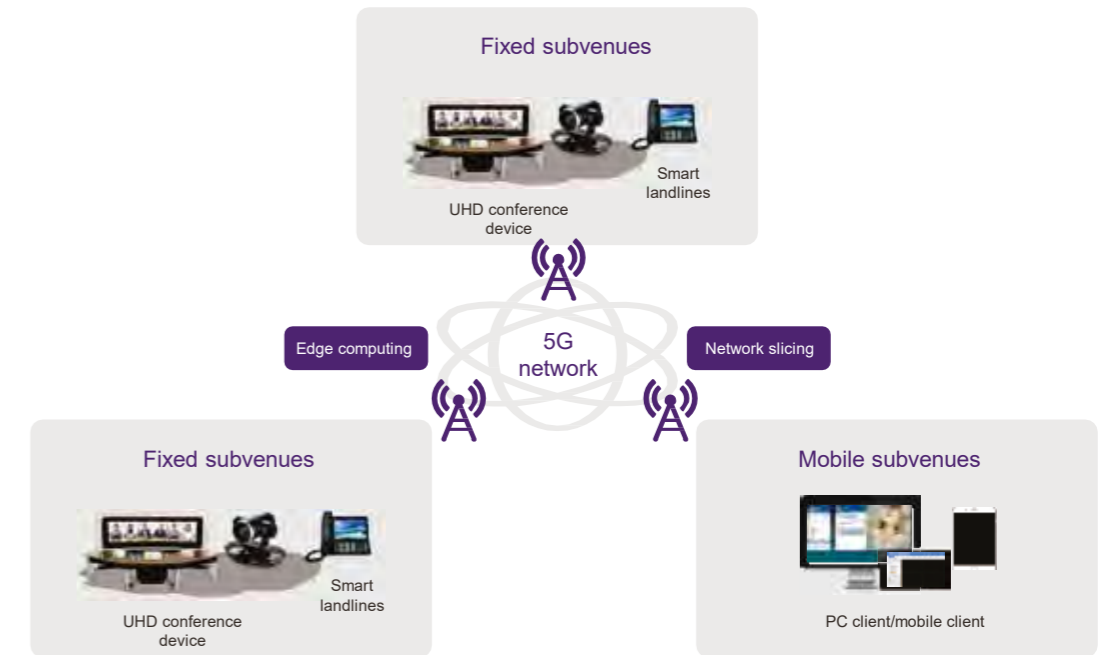 Fixed subvenues
Smart
landlines
UHD conference
device
Edge computing
5G
network
Network slicing
Fixed subvenues
Smart
landlines
UHD conference
device
Mobile subvenues
PC client/mobile client